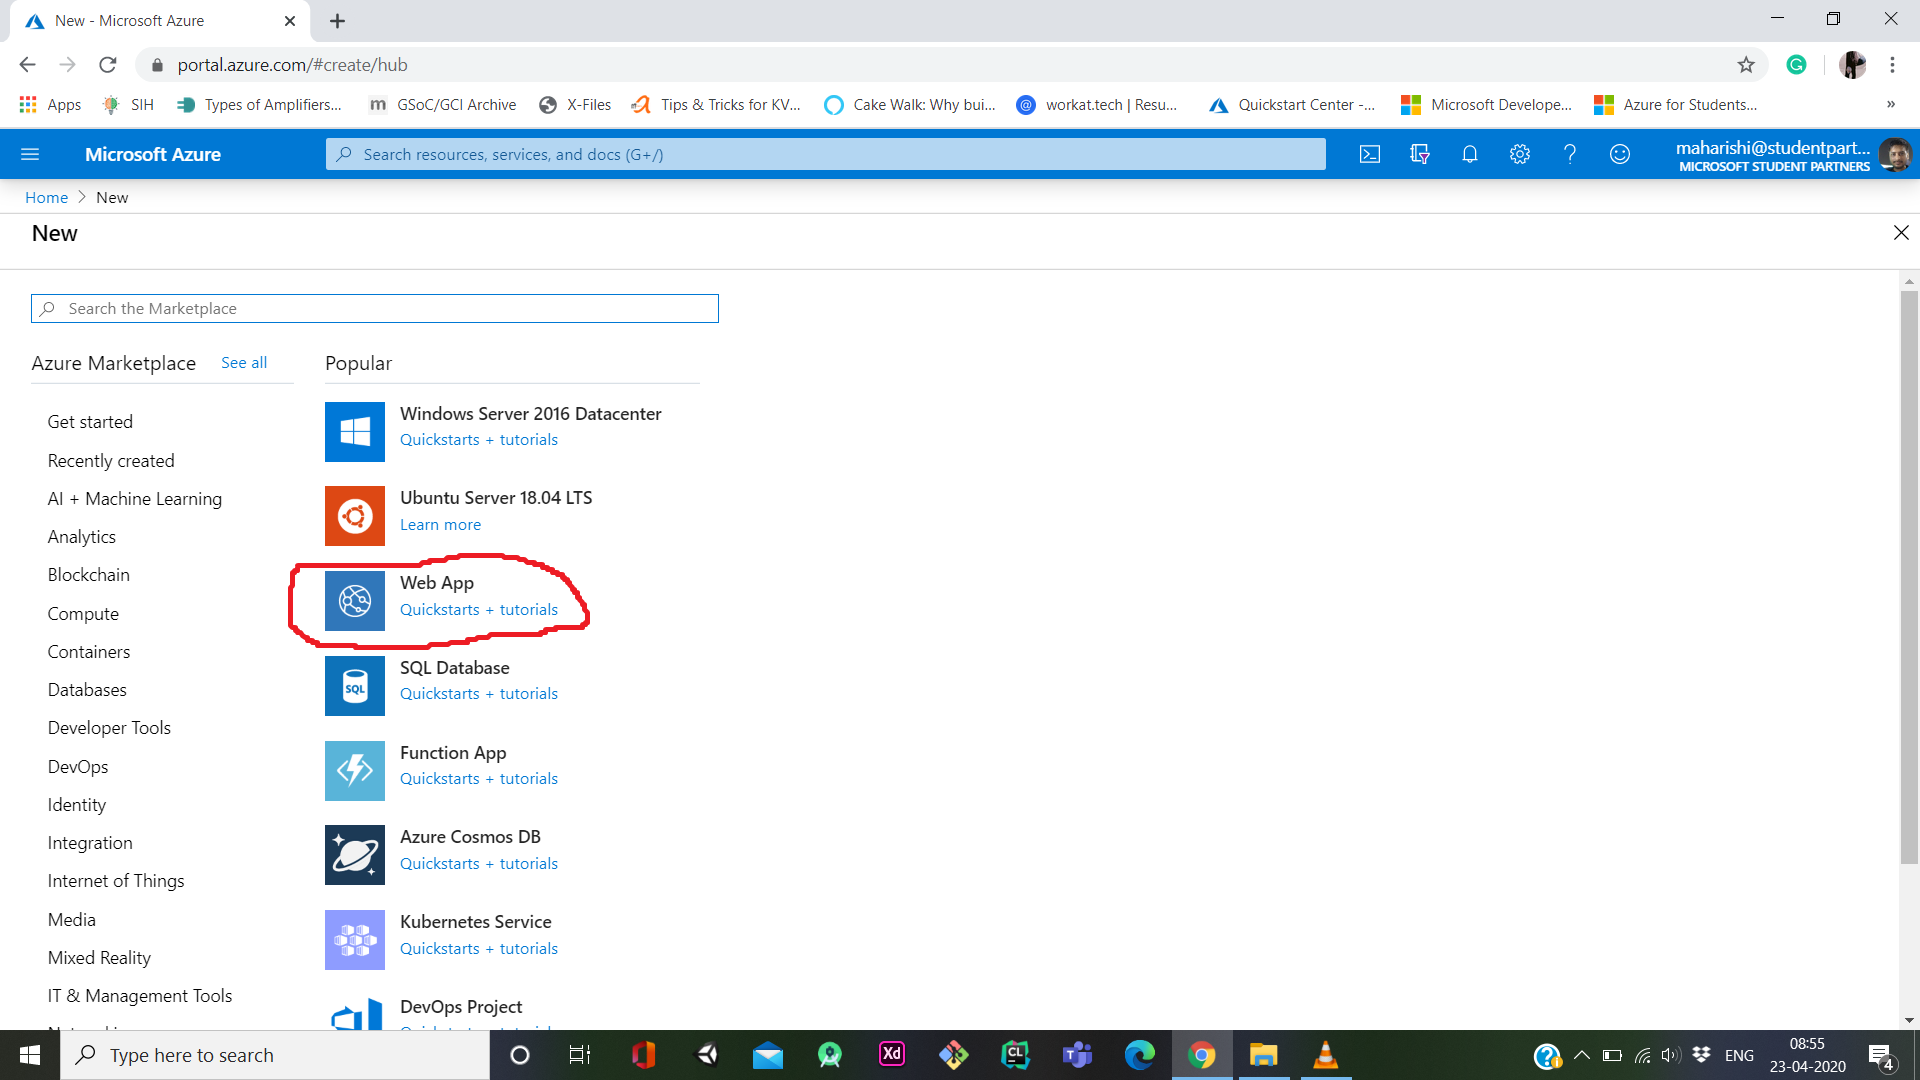 New - Microsoft Azure
portal.azure.com/#create/hub
Apps SIH Types of Amplifiers... m GSoC/GCI Archive X-Files Tips & Tricks for KV... Cake Walk: Why bui... workat.tech | Resu... Quickstart Center -... Microsoft Develope... Azure for Students... »
Microsoft Azure
Search resources, services, and docs (G+/)
maharishi@studentpart...
MICROSOFT STUDENT PARTNERS
Home > New
New
Search the Marketplace
Azure Marketplace See all
Get started
Recently created
AI + Machine Learning
Analytics
Blockchain
Compute
Containers
Databases
Developer Tools
DevOps
Identity
Integration
Internet of Things
Media
Mixed Reality
IT & Management Tools
Popular
Windows Server 2016 Datacenter
Quickstarts + tutorials
Ubuntu Server 18.04 LTS
Learn more
Web App
Quickstarts + tutorials
SQL
SQL Database
Quickstarts + tutorials
Function App
Quickstarts + tutorials
Azure Cosmos DB
Quickstarts + tutorials
Kubernetes Service
Quickstarts + tutorials
DevOps Project
Type here to search
Xd
CL
ENG
08:55
23-04-2020
4